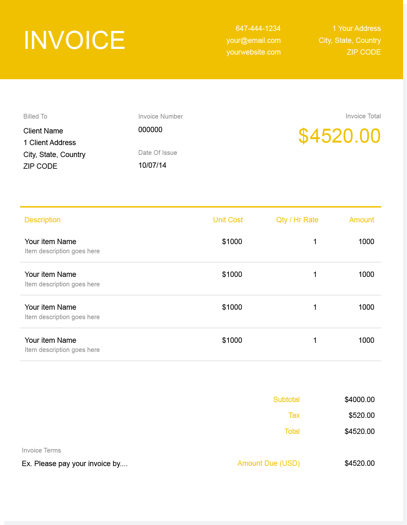 INVOICE
647-444-1234
your@email.com
yourwebsite.com
1 Your Address
City, State, Country
ZIP CODE
Billed To
Client Name
1 Client Address
City, State, Country
ZIP CODE
Invoice Number
000000
Date Of Issue
10/07/14
Invoice Total
$4520.00
Description Unit Cost Qty / Hr Rate Amount
Your item Name $1000 1 1000
Item description goes here
Your item Name $1000 1 1000
Item description goes here
Your item Name $1000 1 1000
Item description goes here
Your item Name $1000 1 1000
Item description goes here
Subtotal $4000.00
Tax $520.00
Total $4520.00
Invoice Terms
Ex. Please pay your invoice by.... Amount Due (USD) $4520.00